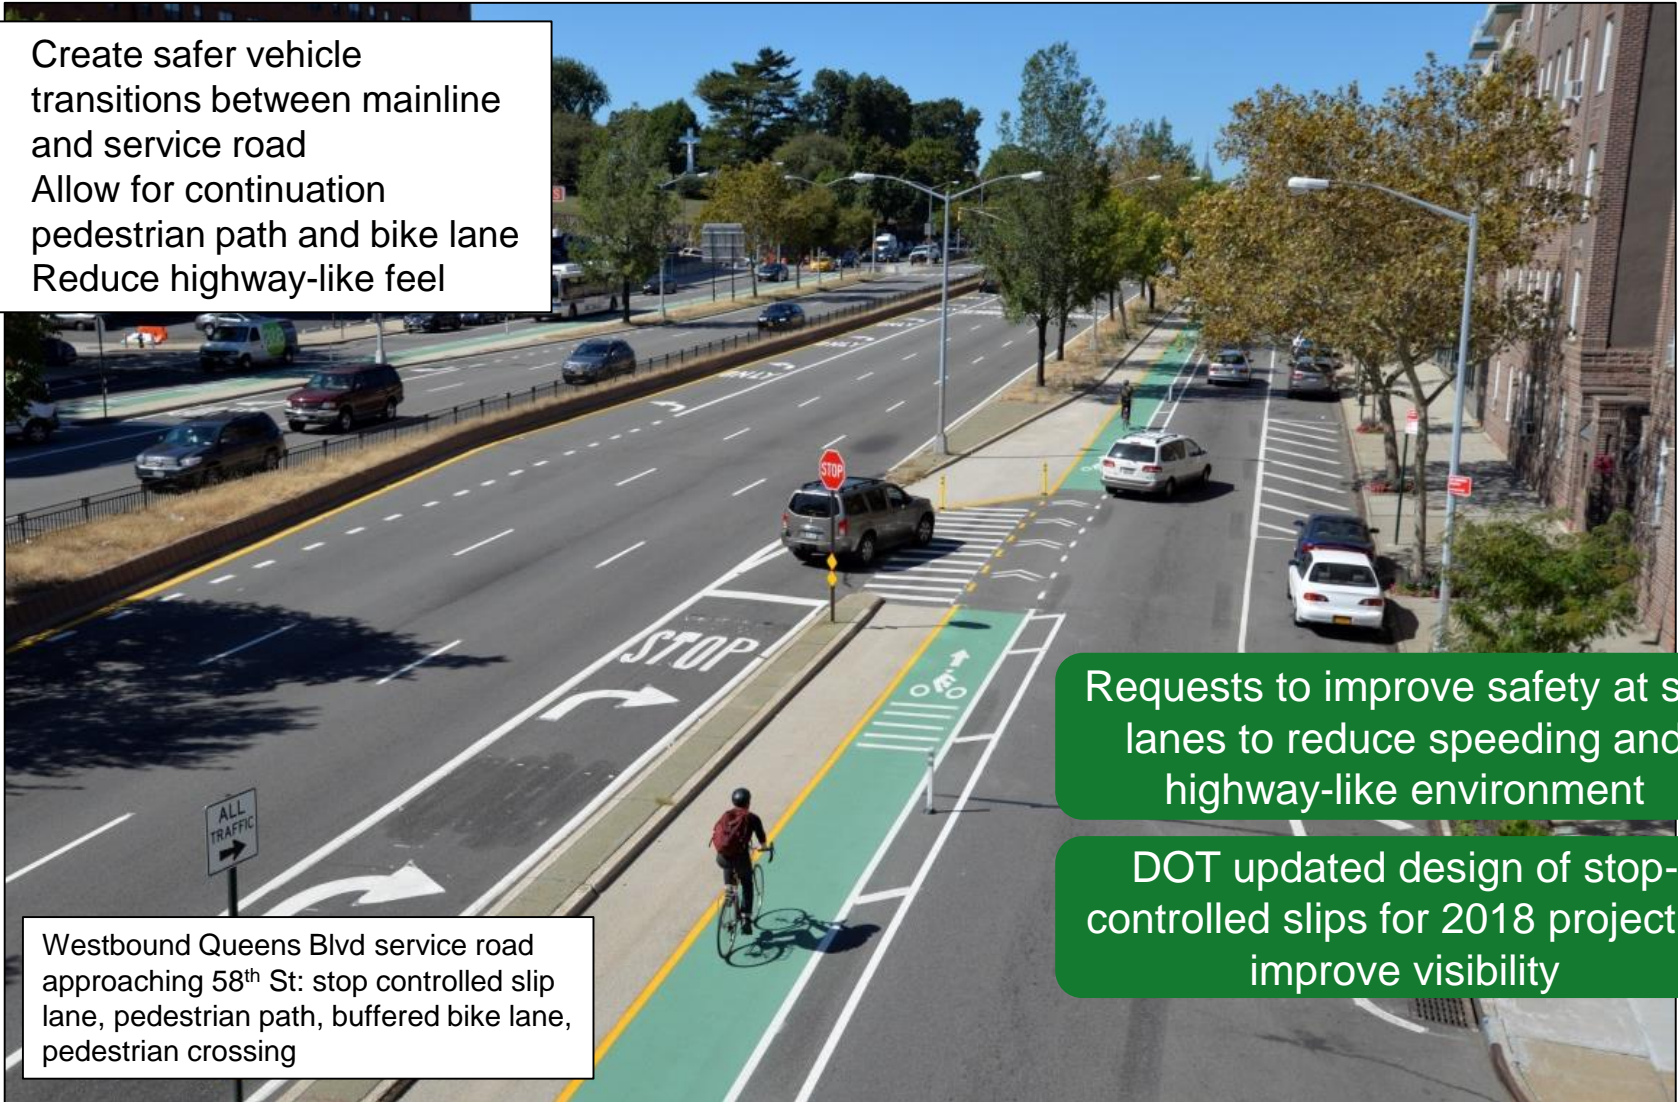 Create safer vehicle
transitions between mainline
and service road
Allow for continuation
pedestrian path and bike lane
Reduce highway-like feel
STOP
ONLY
STOP
ALL
TRAFFIC
Requests to improve safety at
lanes to reduce speeding and
highway-like environment
DOT updated design of stop-
controlled slips for 2018 project
improve visibility
Westbound Queens Blvd service road
approaching 58th St: stop controlled slip
lane, pedestrian path, buffered bike lane,
pedestrian crossing